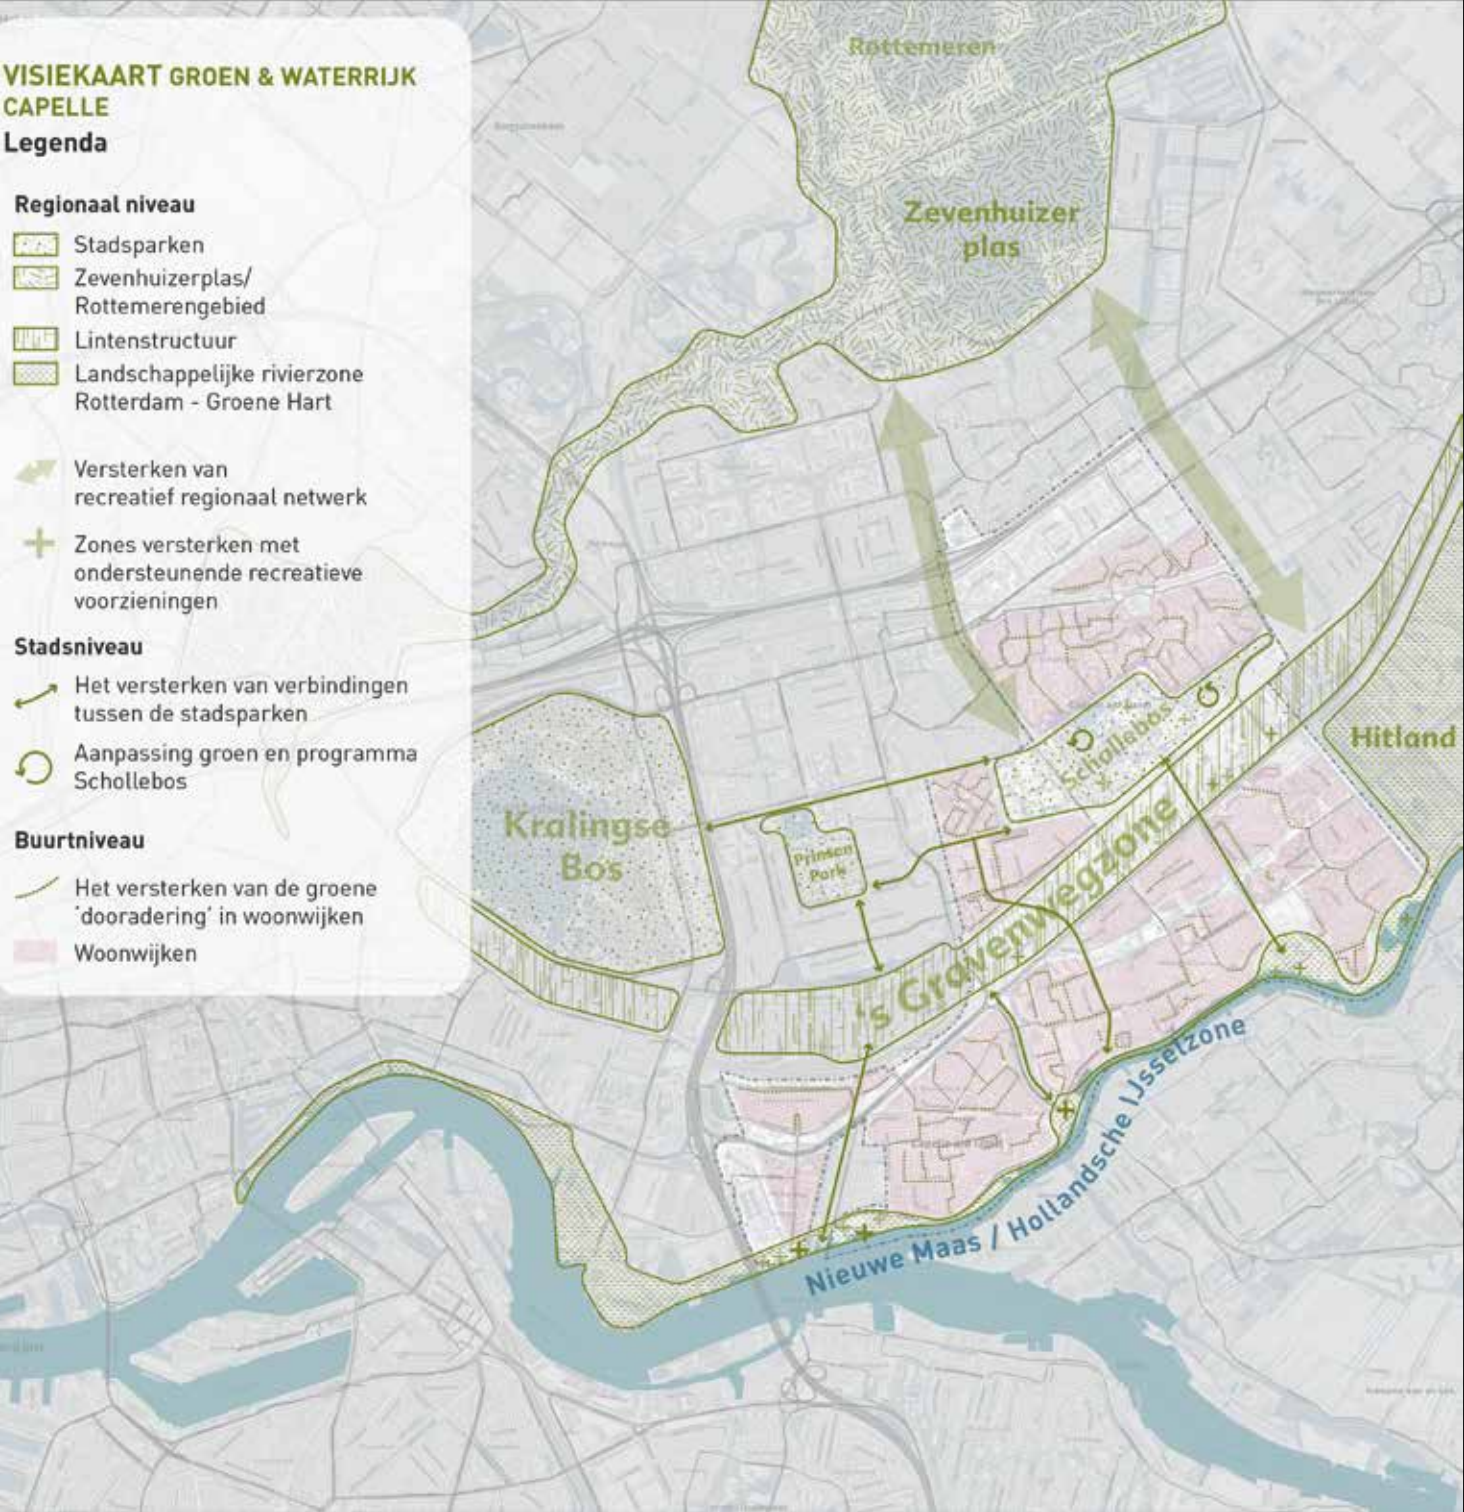 VISIEKAART GROEN & WATERRIJK
CAPELLE
Legenda
Regionaal niveau
Stadsparken
Zevenhuizerplas/
Rottemerengebied
Lintenstructuur
Landschappelijke rivierzone
Rotterdam - Groene Hart
Versterken van
recreatief regionaal netwerk
Zones versterken met
ondersteunende recreatieve
voorzieningen
Stadsniveau
Het versterken van verbindingen
tussen de stadsparken
Aanpassing groen en programma
Schollebos
Buurtniveau
Het versterken van de groene
'dooradering' in woonwijken
Woonwijken
Rottemeren
Zevenhuizer
plas
Hitland
Schollebos
Kralingse
Bos
Prinsen
Park
's Gravenwegzone
Nieuwe Maas / Hollandsche IJsselzone